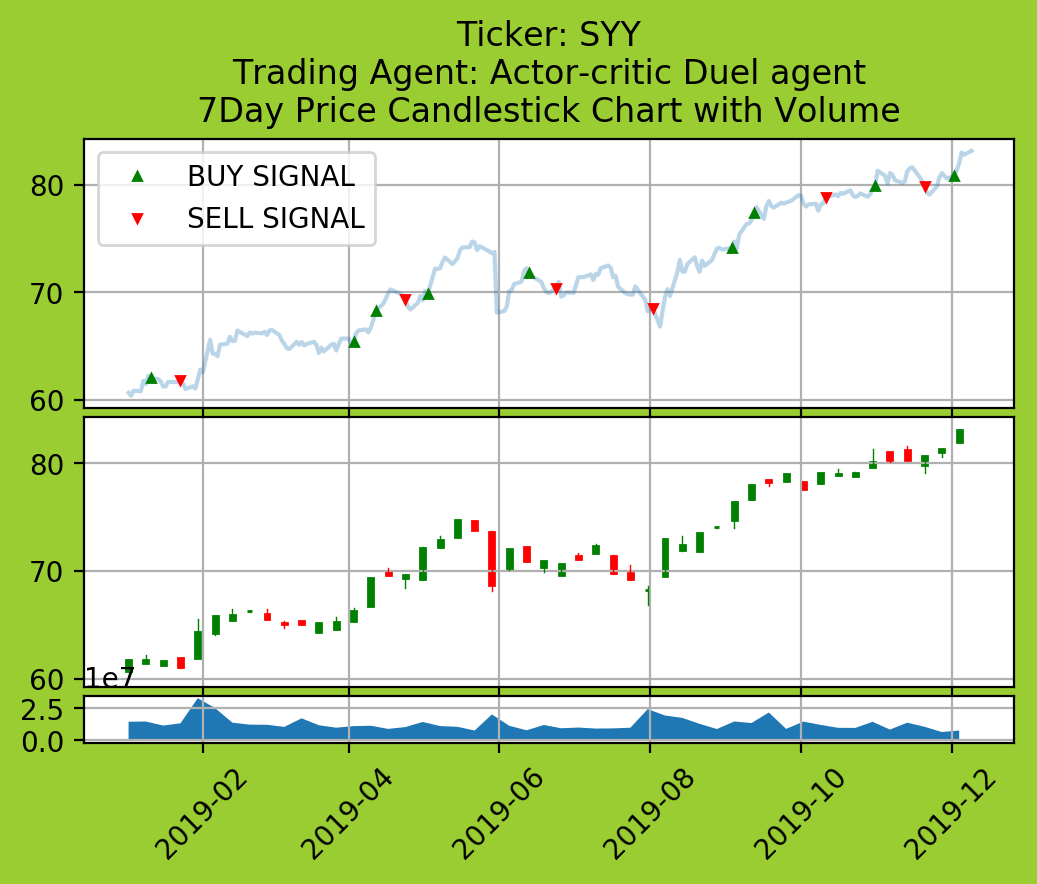 Ticker: SYY
Trading Agent: Actor-critic Duel agent
7Day Price Candlestick Chart with Volume
BUY SIGNAL
SELL SIGNAL
80
70
60
80
70
60
1e7
2.5
0.0
2019-02
2019-04
2019-06
2019-08
2019-10
2019-12